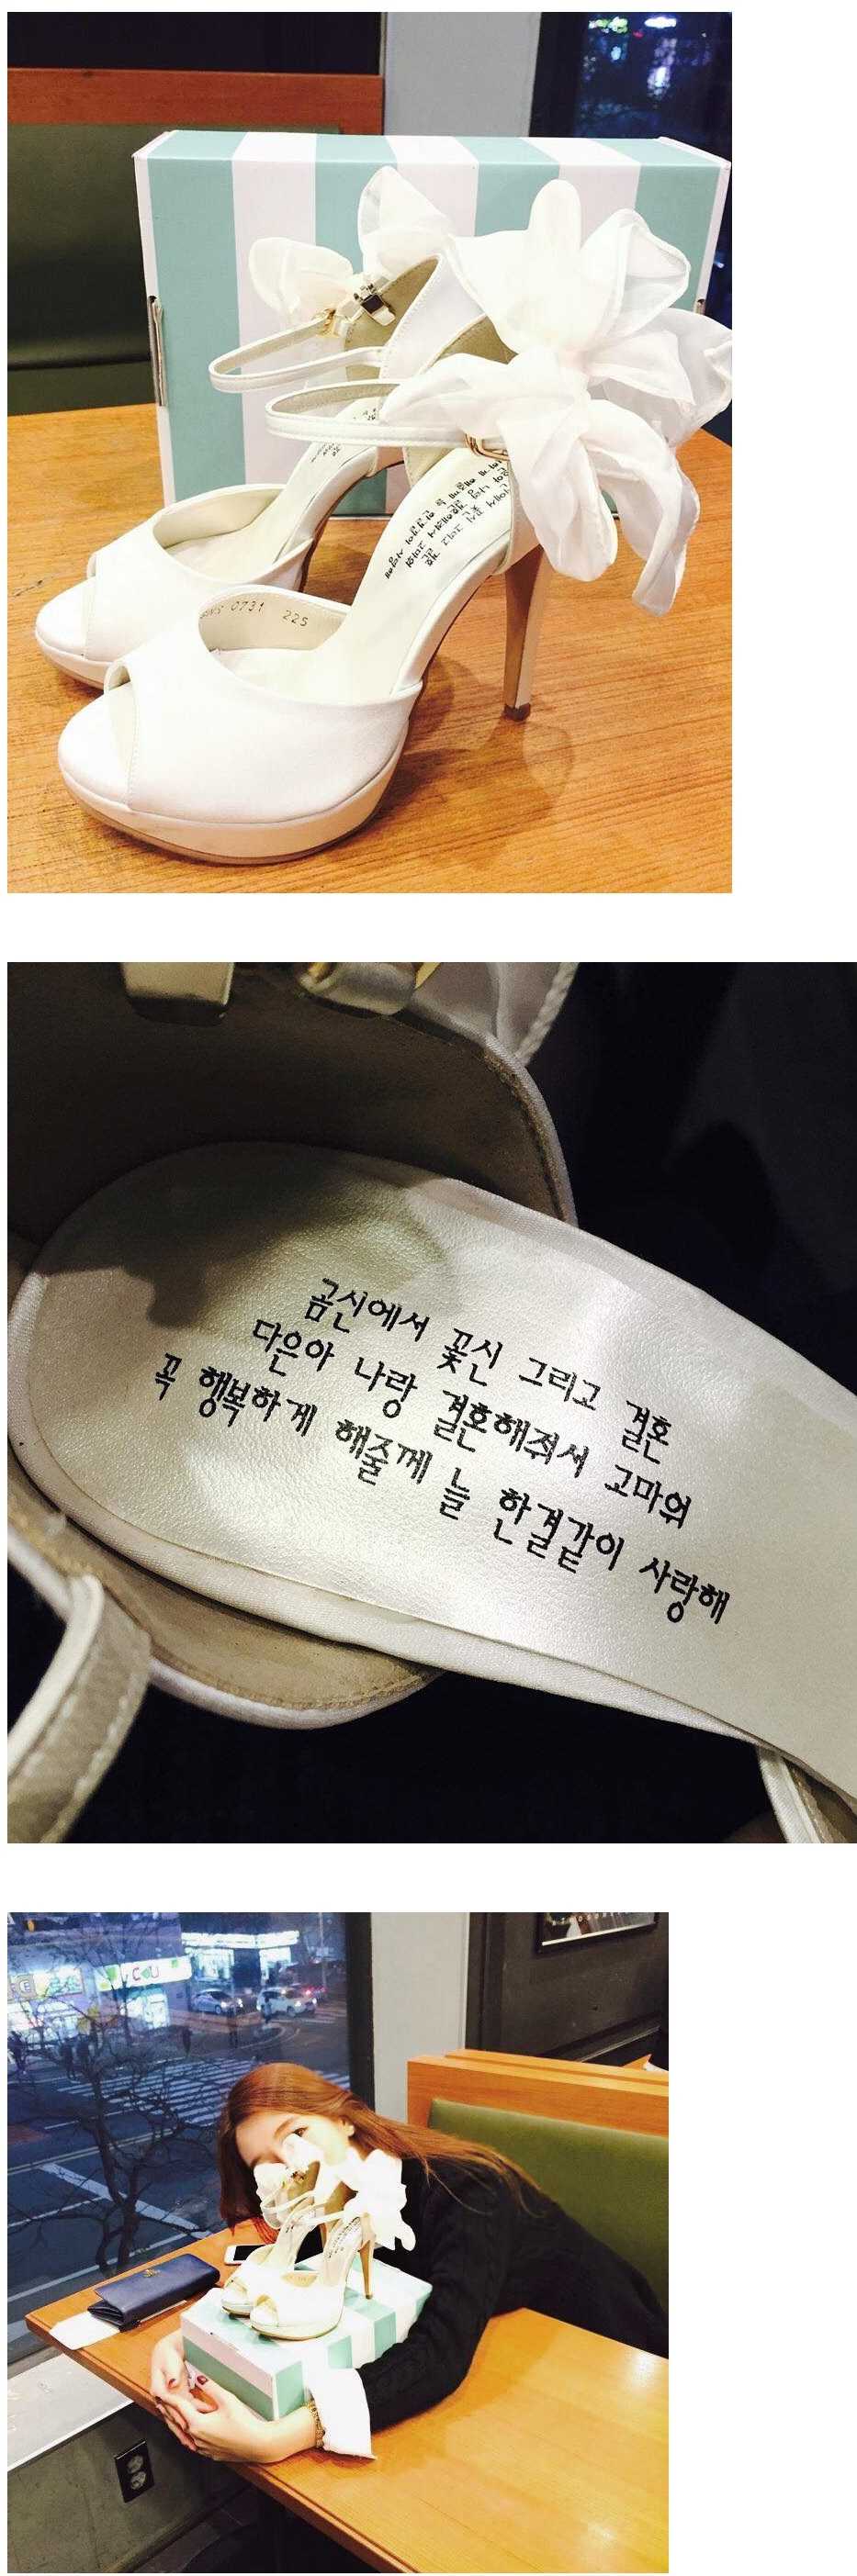 0731 225
곰신에서 꽃신 그리고 결혼
다은아 나랑 결혼해줘서 고마워
꼭 행복하게 해줄께 늘 한결같이 사랑해
CU